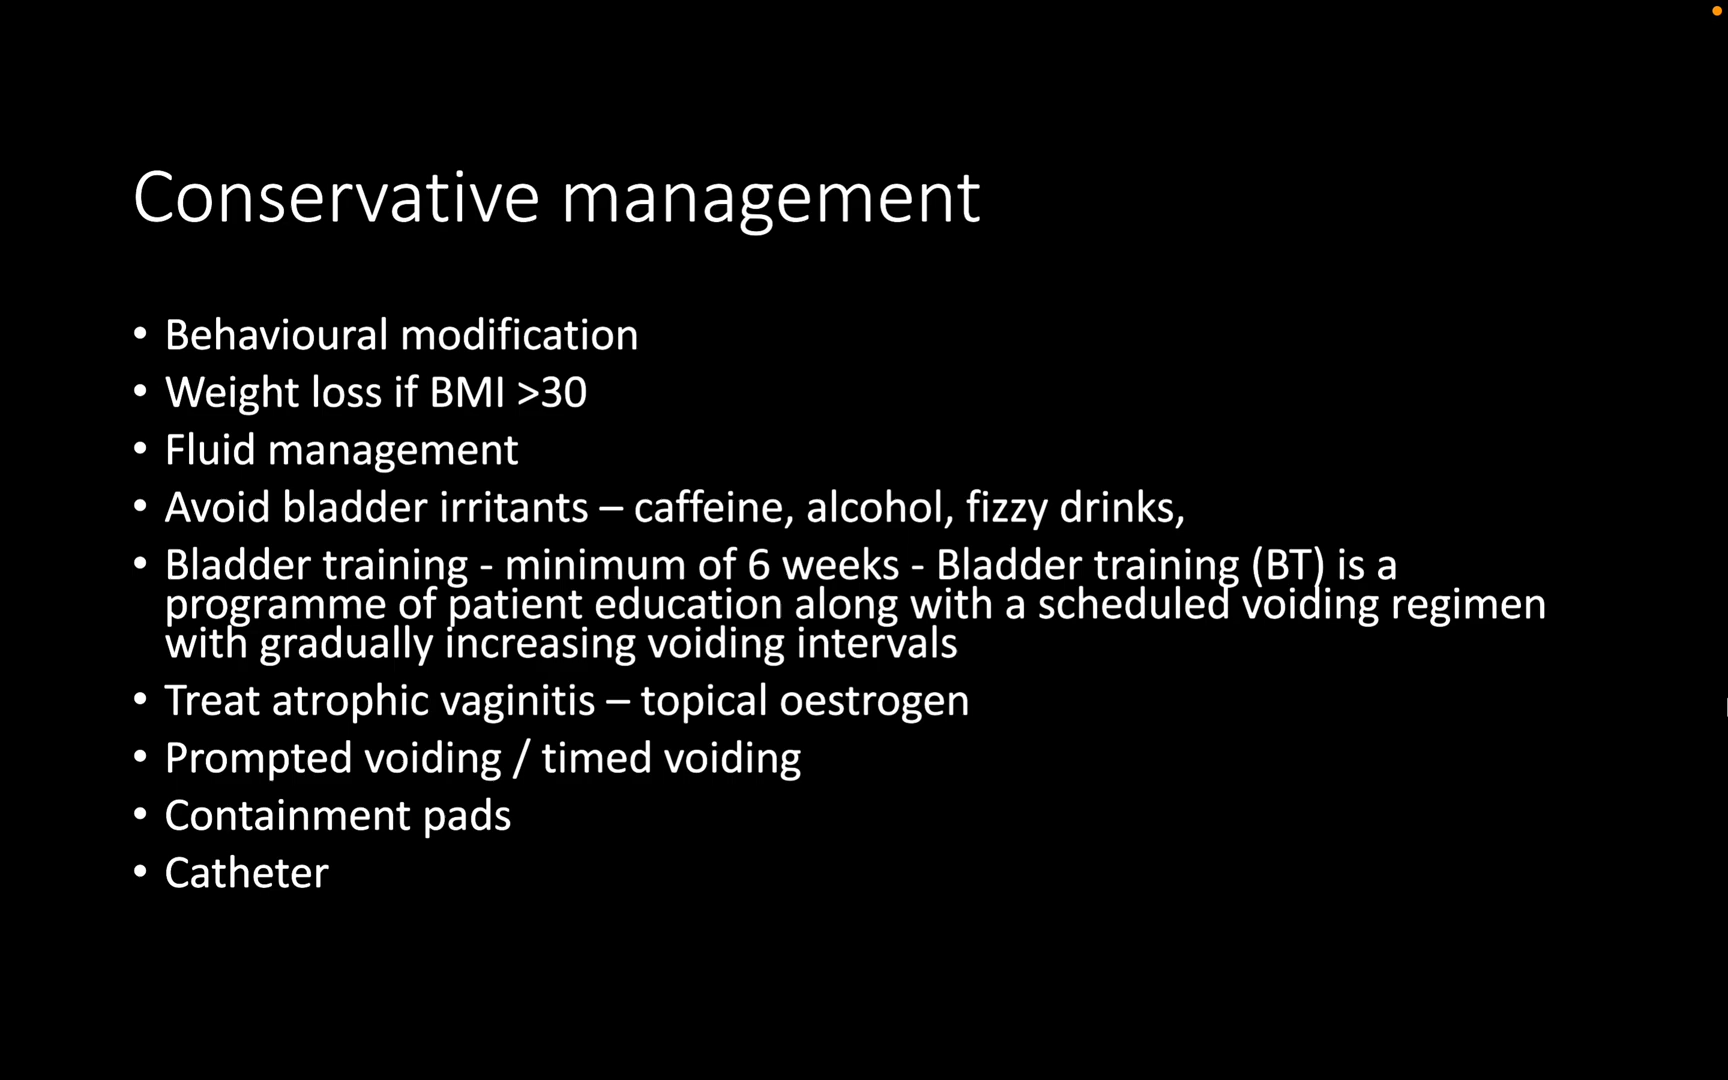 Conservative management
• Behavioural modification
• Weight loss if BMI >30
• Fluid management
• Avoid bladder irritants – caffeine, alcohol, fizzy drinks,
• Bladder training - minimum of 6 weeks - Bladder training (BT) is a
programme of patient education along with a scheduled voiding regimen
with gradually increasing voiding intervals
• Treat atrophic vaginitis – topical oestrogen
• Prompted voiding / timed voiding
• Containment pads
• Catheter